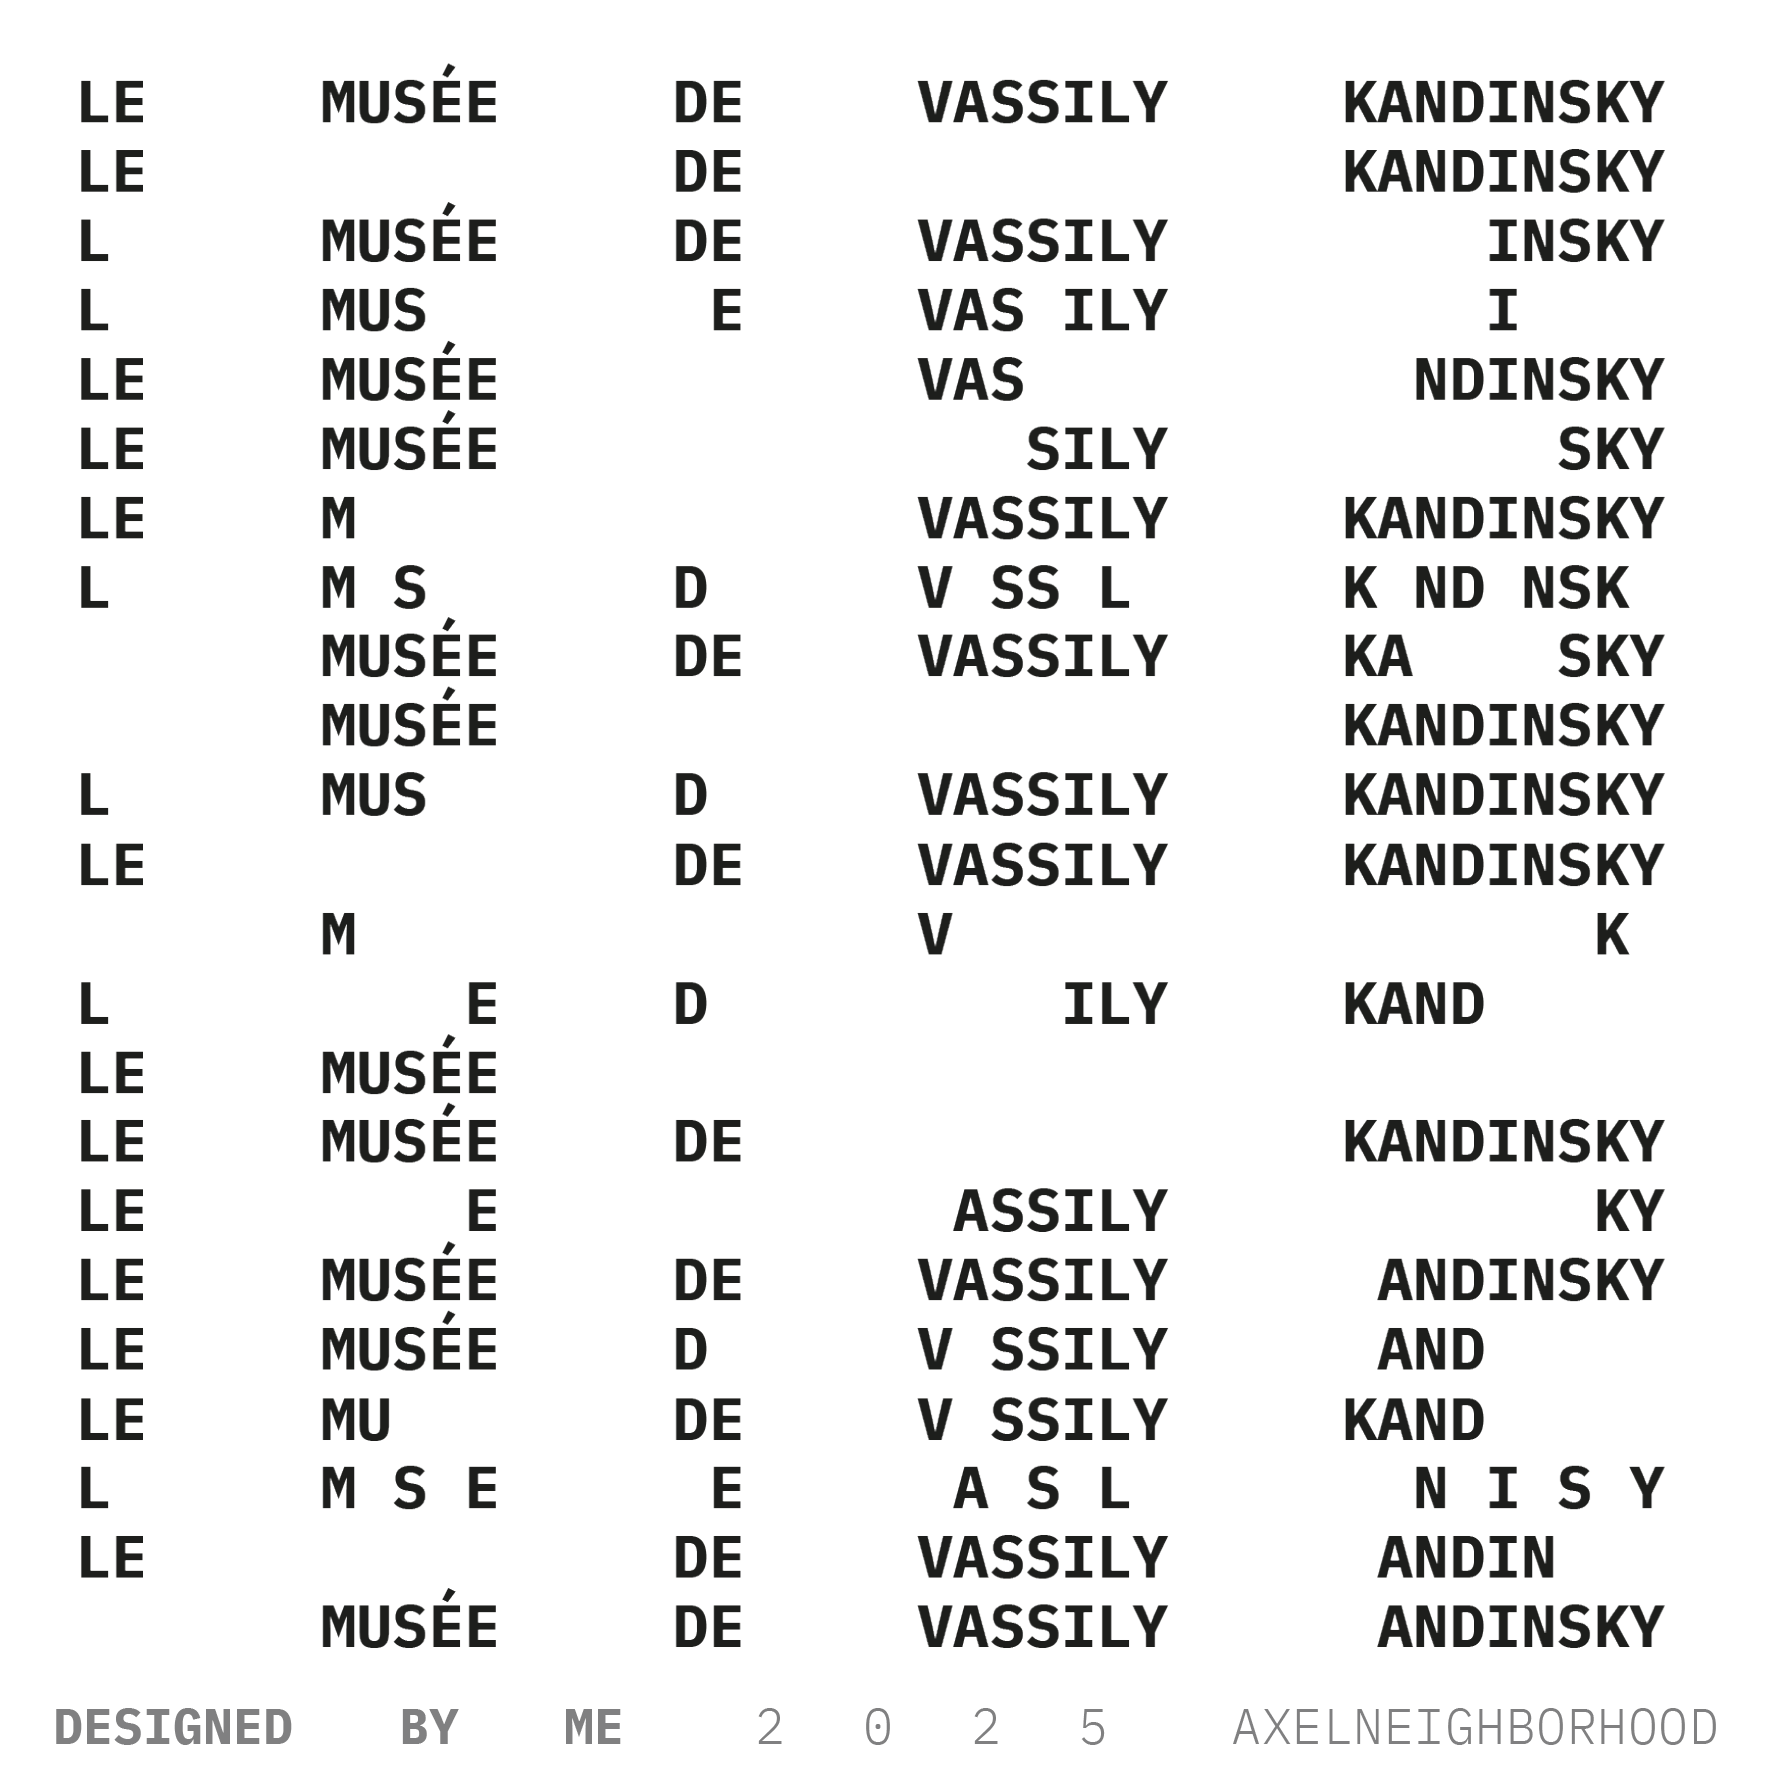 LE MUSÉE DE VASSILY KANDINSKY
LE DE KANDINSKY
L MUSÉE DE VASSILY INSKY
L MUS E VAS ILY I
LE MUSÉE VAS NDINSKY
LE MUSÉE SILY SKY
LE M VASSILY KANDINSKY
L M S D V SS L K ND NSK
MUSÉE DE VASSILY KA SKY
MUSÉE KANDINSKY
L MUS D VASSILY KANDINSKY
LE DE VASSILY KANDINSKY
M V K
L E D ILY KAND
LE MUSÉE
LE MUSÉE DE KANDINSKY
LE E ASSILY KY
LE MUSÉE DE VASSILY ANDINSKY
LE MUSÉE D V SSILY AND
LE MU DE V SSILY KAND
L M S E E A S L N I S Y
LE DE VASSILY ANDIN
MUSÉE DE VASSILY ANDINSKY
DESIGNED BY ME 2 0 2 5 AXELNEIGHBORHOOD